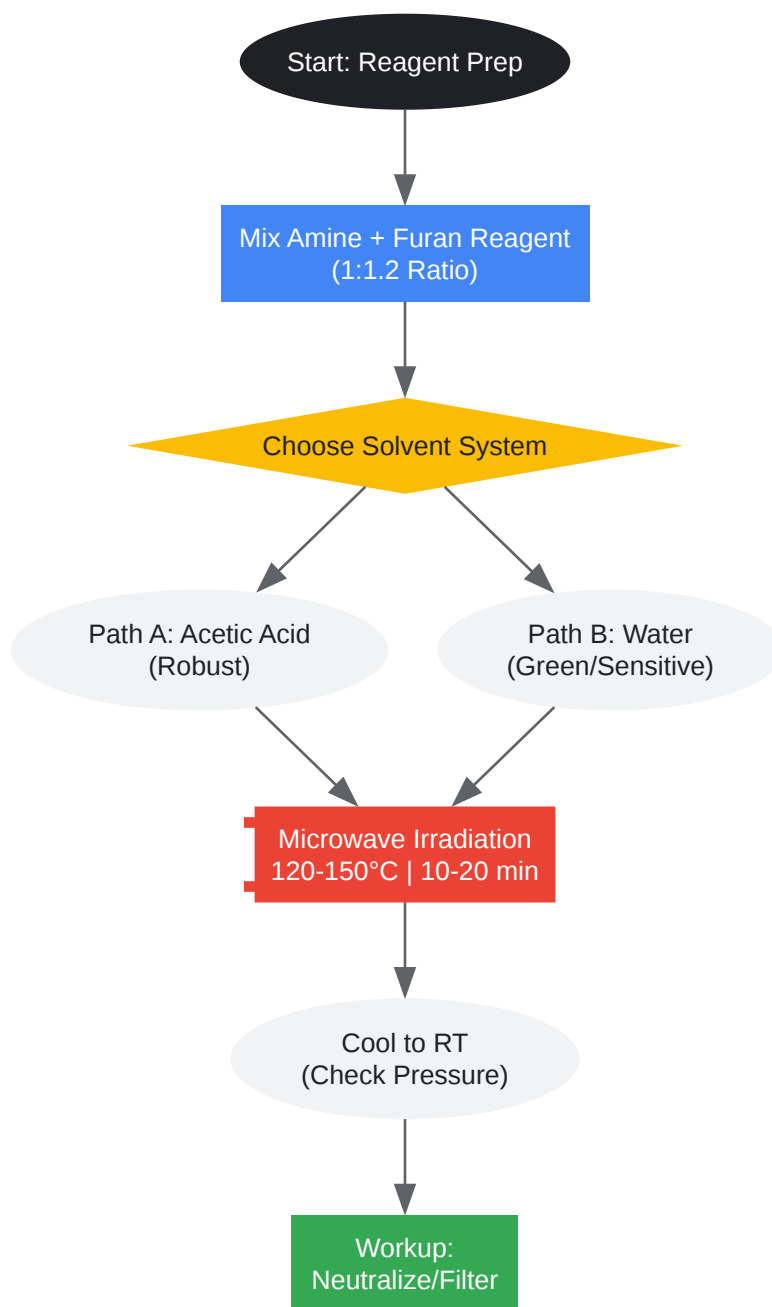 Start: Reagent Prep
Mix Amine + Furan Reagent
(1:1.2 Ratio)
Choose Solvent System
Path A: Acetic Acid
(Robust)
Path B: Water
(Green/Sensitive)
Microwave Irradiation
120-150°C | 10-20 min
Cool to RT
(Check Pressure)
Workup:
Neutralize/Filter